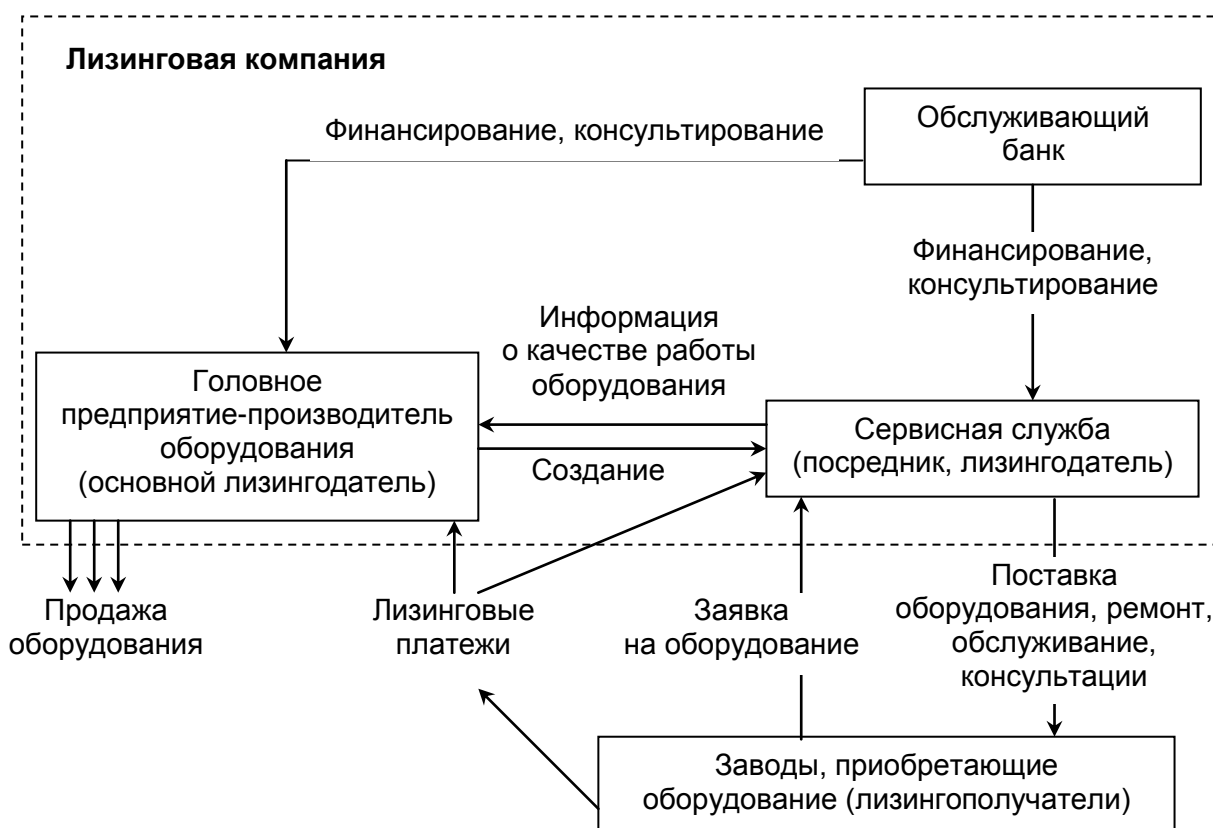 Лизинговая компания
Финансирование, консультирование
Обслуживающий
банк
Финансирование,
консультирование
Информация
о качестве работы
оборудования
Головное
предприятие-производитель
оборудования
(основной лизингодатель)
Создание
Сервисная служба
(посредник, лизингодатель)
Продажа
оборудования
Лизинговые
платежи
Заявка
на оборудование
Поставка
оборудования, ремонт,
обслуживание,
консультации
Заводы, приобретающие
оборудование (лизингополучатели)